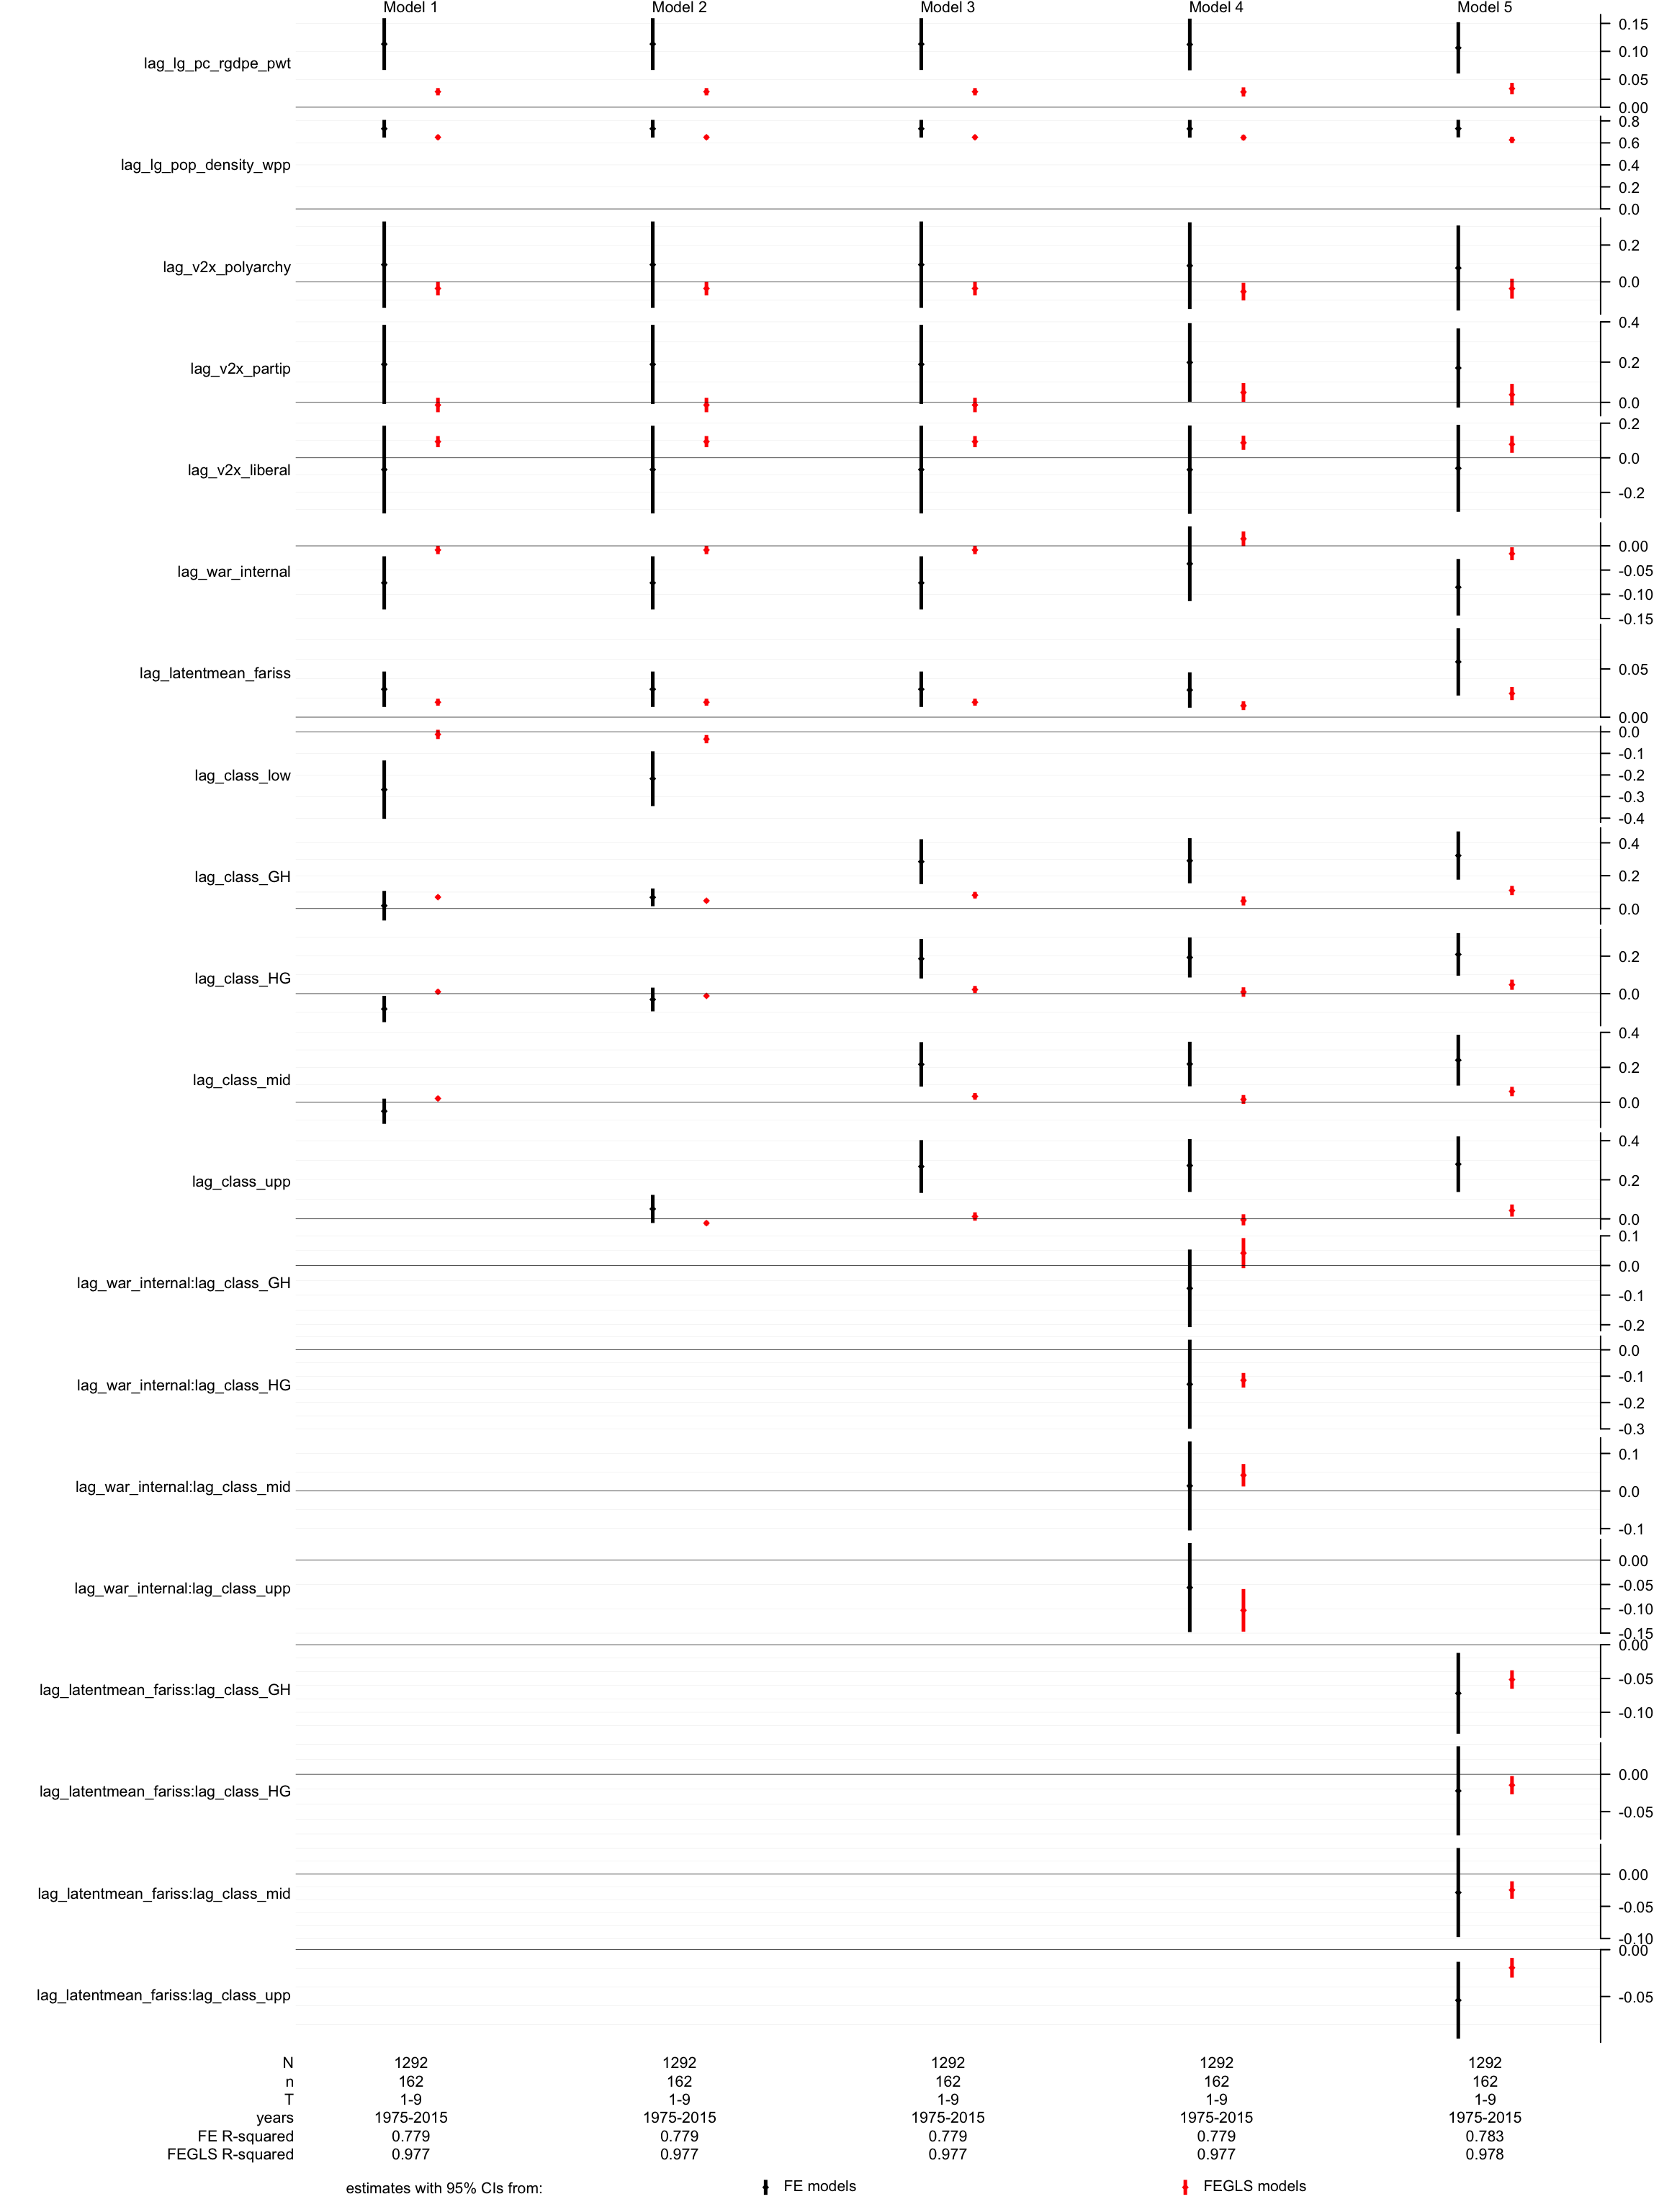 Model 1 Model 2 Model 3 Model 4 Model 5
lag_lg_pc_rgdpe_pwt
0.15
0.10
0.05
0.00
lag_lg_pop_density_wpp
0.8
0.6
0.4
0.2
0.0
lag_v2x_polyarchy
0.2
0.0
lag_v2x_partip
0.4
0.2
0.0
lag_v2x_liberal
0.2
0.0
-0.2
lag_war_internal
0.00
-0.05
-0.10
-0.15
lag_latentmean_fariss
0.05
0.00
lag_class_low
0.0
-0.1
-0.2
-0.3
-0.4
lag_class_GH
0.4
0.2
0.0
lag_class_HG
0.2
0.0
lag_class_mid
0.4
0.2
0.0
lag_class_upp
0.4
0.2
0.0
lag_war_internal:lag_class_GH
0.1
0.0
-0.1
-0.2
lag_war_internal:lag_class_HG
0.0
-0.1
-0.2
-0.3
lag_war_internal:lag_class_mid
0.1
0.0
-0.1
lag_war_internal:lag_class_upp
0.00
-0.05
-0.10
-0.15
lag_latentmean_fariss:lag_class_GH
0.00
-0.05
-0.10
lag_latentmean_fariss:lag_class_HG
0.00
-0.05
lag_latentmean_fariss:lag_class_mid
0.00
-0.05
-0.10
lag_latentmean_fariss:lag_class_upp
0.00
-0.05
N 1292 1292 1292 1292 1292
n 162 162 162 162 162
T 1-9 1-9 1-9 1-9 1-9
years 1975-2015 1975-2015 1975-2015 1975-2015 1975-2015
FE R-squared 0.779 0.779 0.779 0.779 0.783
FEGLS R-squared 0.977 0.977 0.977 0.977 0.978
estimates with 95% CIs from: FE models FEGLS models